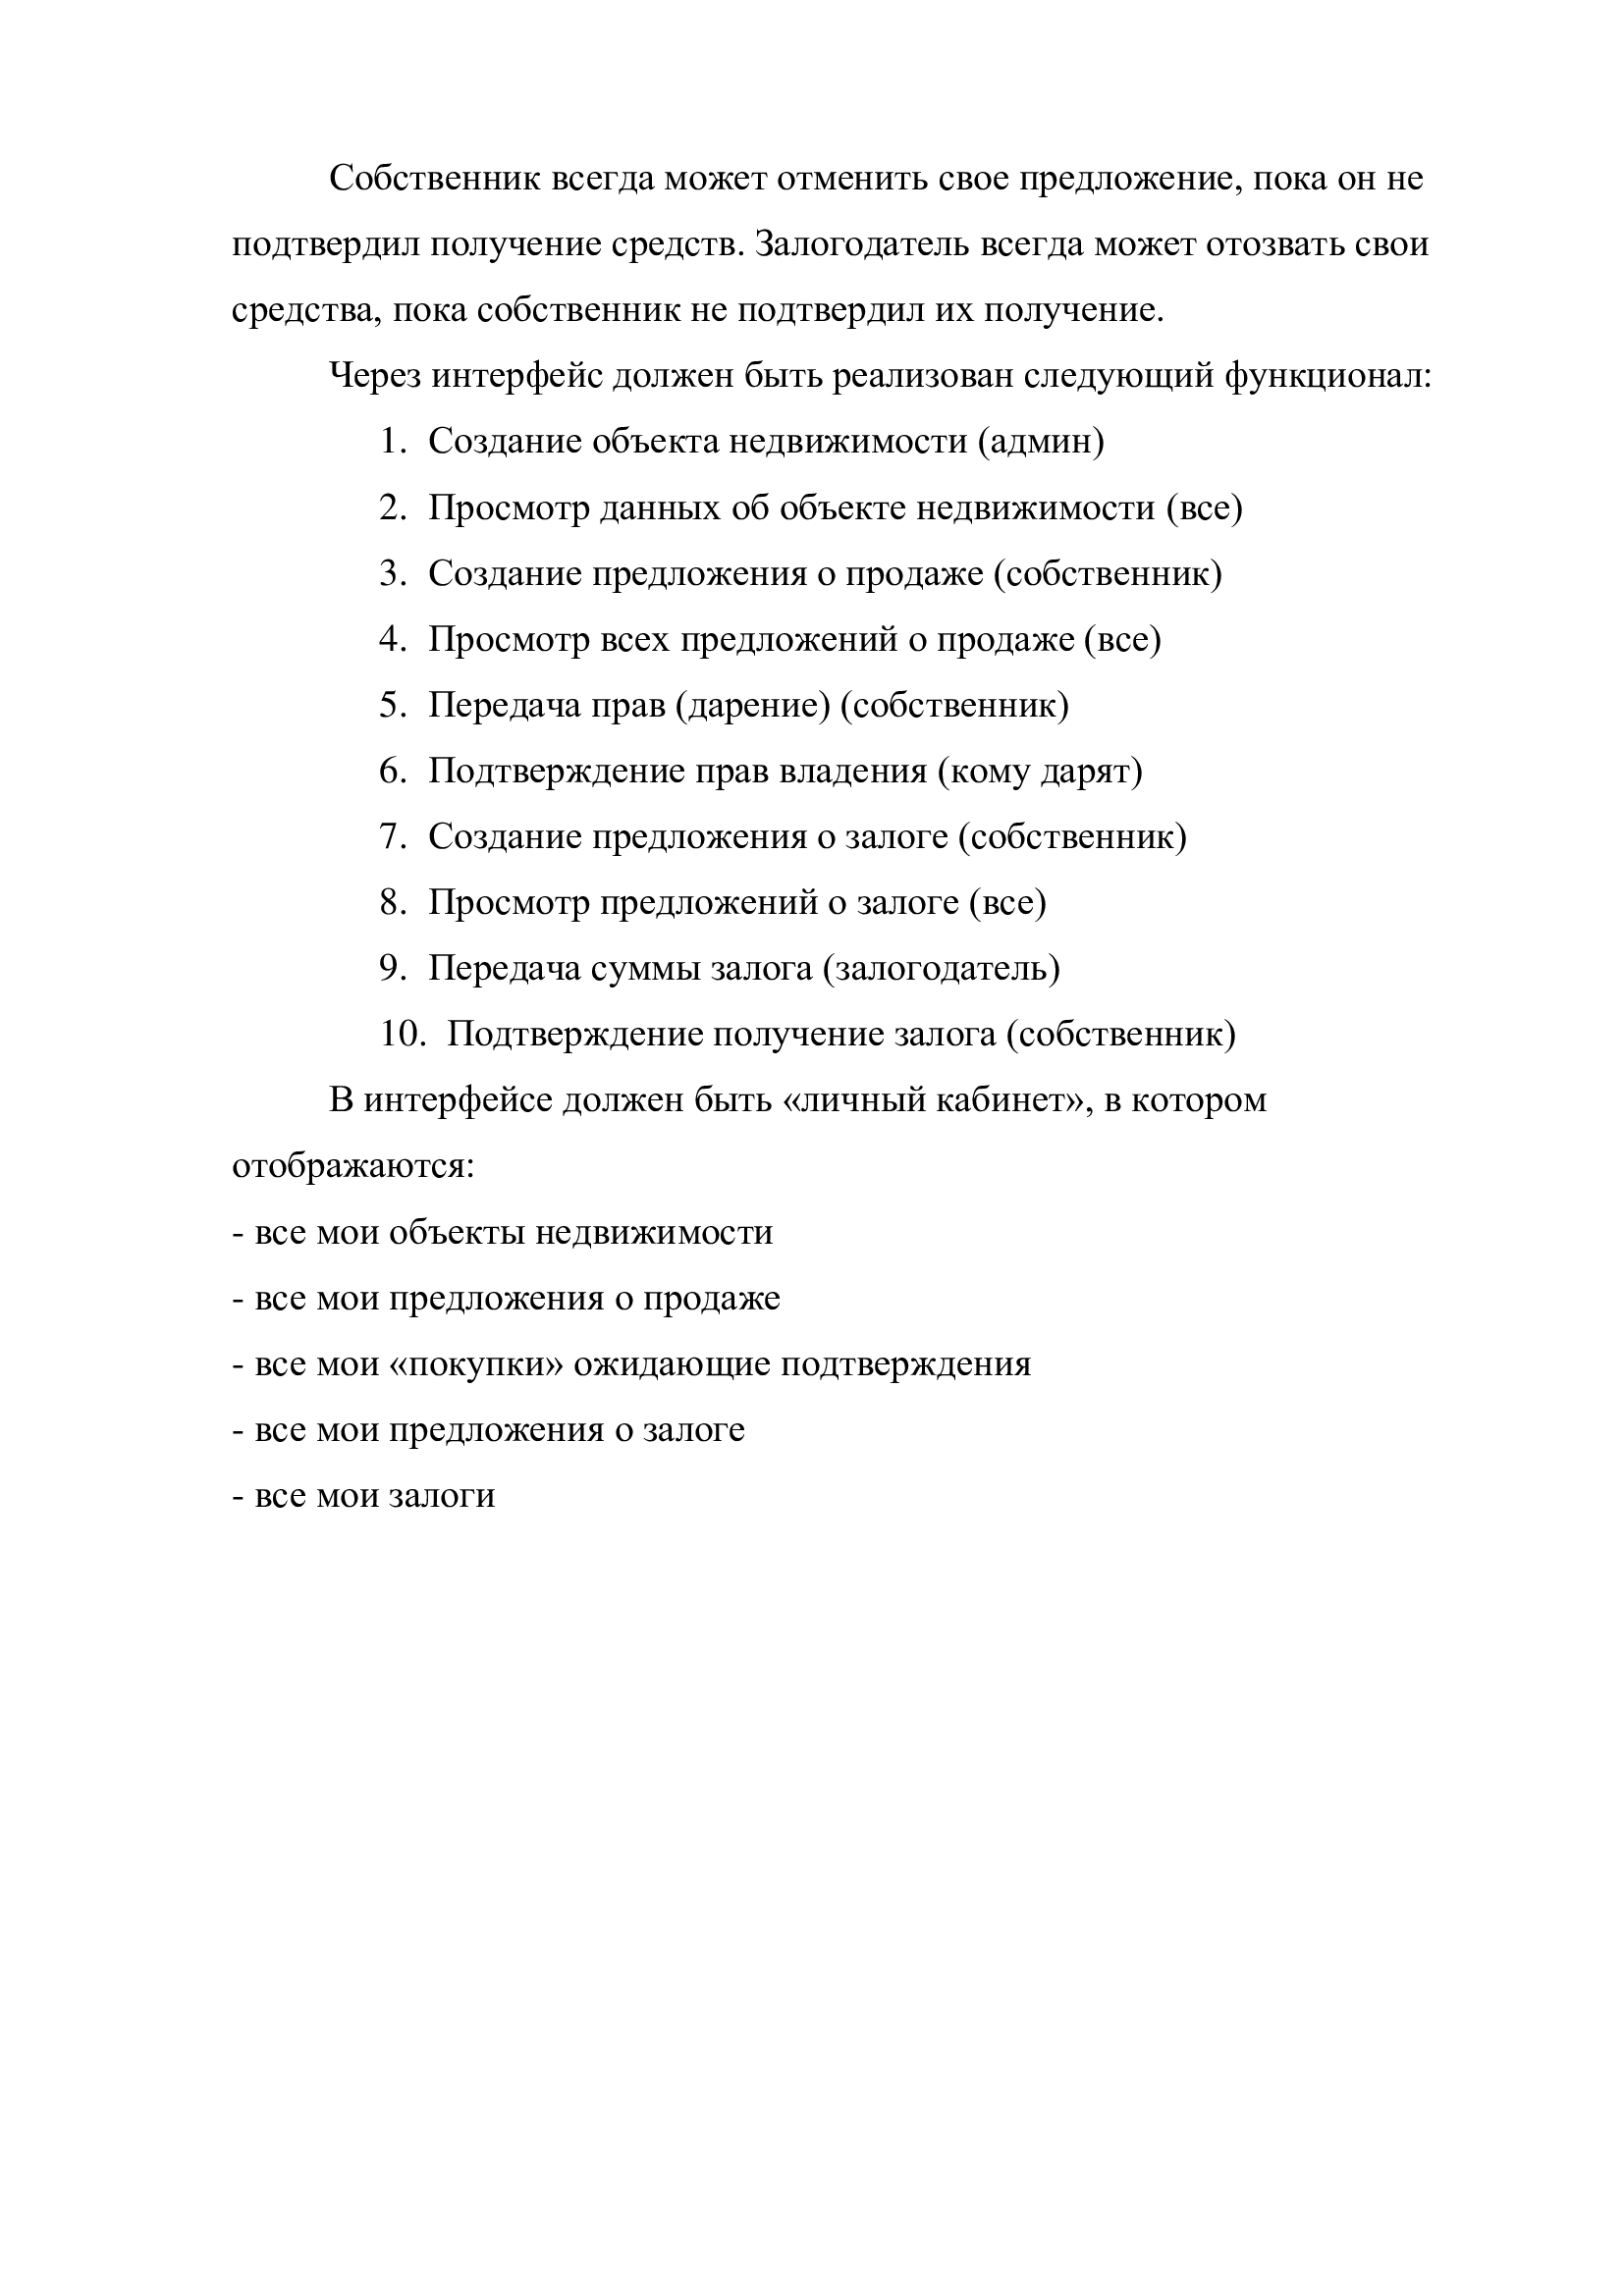 Собственник всегда может отменить свое предложение, пока он не
подтвердил получение средств. Залогодатель всегда может отозвать свои
средства, пока собственник не подтвердил их получение.
Через интерфейс должен быть реализован следующий функционал:
1. Создание объекта недвижимости (админ)
2. Просмотр данных об объекте недвижимости (все)
3. Создание предложения о продаже (собственник)
4. Просмотр всех предложений о продаже (все)
5. Передача прав (дарение) (собственник)
6. Подтверждение прав владения (кому дарят)
7. Создание предложения о залоге (собственник)
8. Просмотр предложений о залоге (все)
9. Передача суммы залога (залогодатель)
10. Подтверждение получение залога (собственник)
В интерфейсе должен быть «личный кабинет», в котором
отображаются:
- все мои объекты недвижимости
- все мои предложения о продаже
- все мои «покупки» ожидающие подтверждения
- все мои предложения о залоге
- все мои залоги